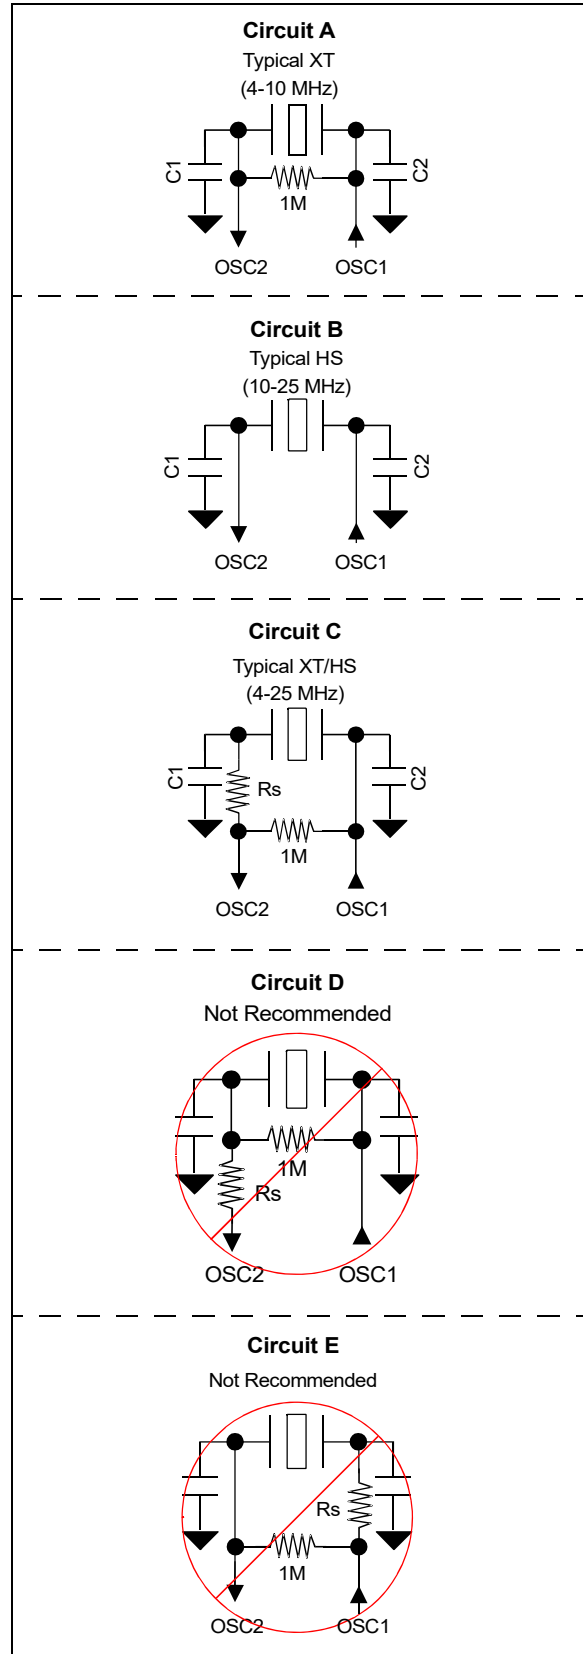 Circuit A
Typical XT
(4-10 MHz)
C1
C2
1M
OSC2 OSC1
Circuit B
Typical HS
(10-25 MHz)
C1
C2
OSC2 OSC1
Circuit C
Typical XT/HS
(4-25 MHz)
C1
Rs
C2
1M
OSC2 OSC1
Circuit D
Not Recommended
1M
Rs
OSC2 OSC1
Circuit E
Not Recommended
Rs
1M
OSC2 OSC1